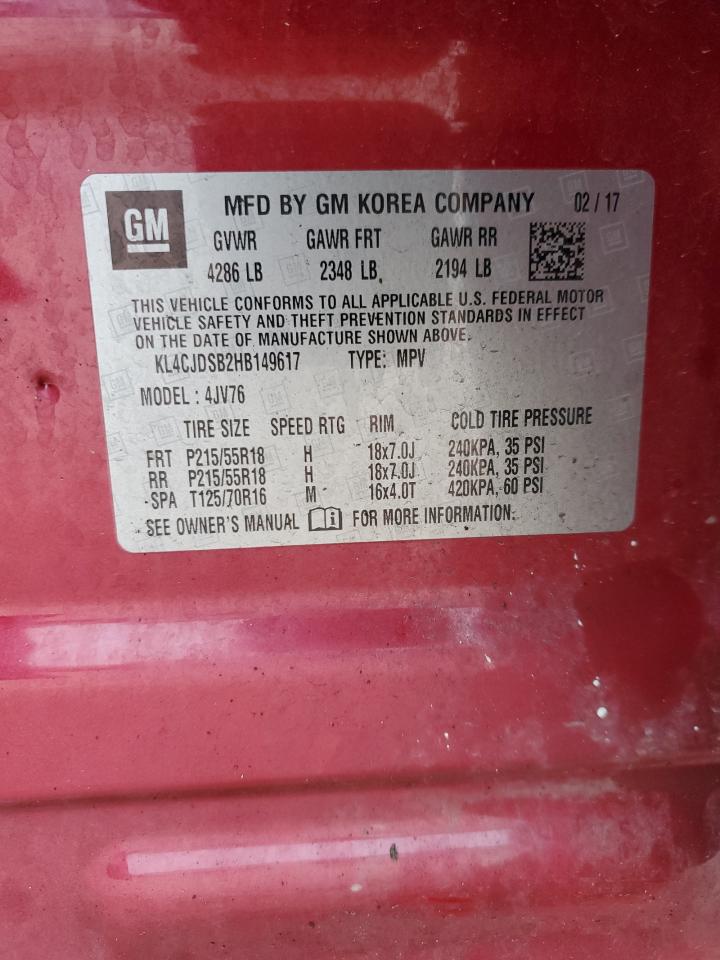 GM
MFD BY GM KOREA COMPANY 02 / 17
GVWR GAWR FRT GAWR RR
4286 LB 2348 LB, 2194 LB
THIS VEHICLE CONFORMS TO ALL APPLICABLE U.S. FEDERAL MOTOR
VEHICLE SAFETY AND THEFT PREVENTION STANDARDS IN EFFECT
ON THE DATE OF MANUFACTURE SHOWN ABOVE.
KL4CJDSB2HB149617 TYPE: MPV
MODEL : 4JV76
TIRE SIZE SPEED RTG RIM COLD TIRE PRESSURE
FRT P215/55R18 H 18x7.0J 240KPA, 35 PSI
RR P215/55R18 H 18x7.0J 240KPA, 35 PSI
SPA T125/70R16 M 16x4.0T 420KPA, 60 PSI
SEE OWNER'S MANUAL FOR MORE INFORMATION.